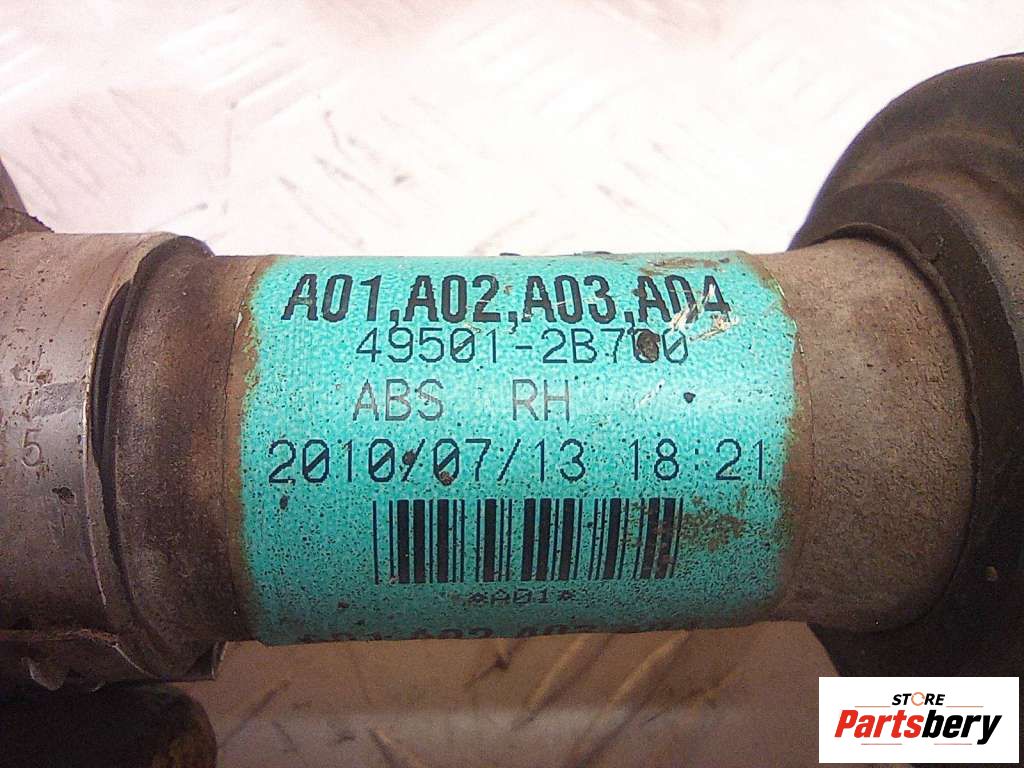 A01,A02,A03,A04
49501-2B700
ABS RH
2010/07/13 18:21
*A01*
STORE
Partsbery